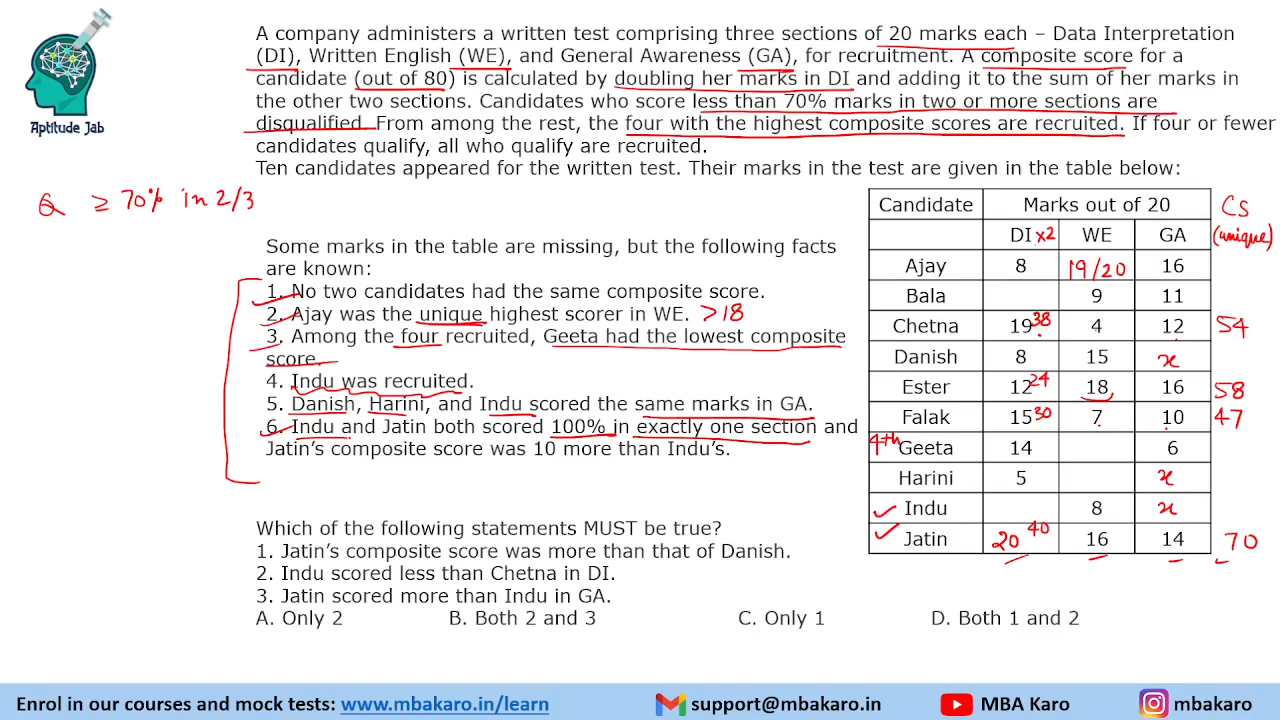 A company administers a written test comprising three sections of 20 marks each – Data Interpretation
(DI), Written English (WE), and General Awareness (GA), for recruitment. A composite score for a
candidate (out of 80) is calculated by doubling her marks in DI and adding it to the sum of her marks in
the other two sections. Candidates who score less than 70% marks in two or more sections are
disqualified. From among the rest, the four with the highest composite scores are recruited. If four or fewer
candidates qualify, all who qualify are recruited.
Ten candidates appeared for the written test. Their marks in the test are given in the table below:
Aptitude Jab
Q ≥ 70% in 2/3
Some marks in the table are missing, but the following facts
are known:
1. No two candidates had the same composite score.
2. Ajay was the unique highest scorer in WE. >18
3. Among the four recruited, Geeta had the lowest composite
score.
4. Indu was recruited.
5. Danish, Harini, and Indu scored the same marks in GA.
6. Indu and Jatin both scored 100% in exactly one section and
Jatin's composite score was 10 more than Indu's.
Candidate Marks out of 20 CS
DI x2 WE GA (unique)
Ajay 8 19/20 16
Bala 9 11
Chetna 19 38 4 12 54
Danish 8 15 x
Ester 12 24 18 16 58
Falak 15 30 7 10 47
4th Geeta 14 6
Harini 5 x
Indu 8 x
Jatin 20 40 16 14 70
Which of the following statements MUST be true?
1. Jatin's composite score was more than that of Danish.
2. Indu scored less than Chetna in DI.
3. Jatin scored more than Indu in GA.
A. Only 2 B. Both 2 and 3 C. Only 1 D. Both 1 and 2
Enrol in our courses and mock tests: www.mbakaro.in/learn support@mbakaro.in MBA Karo mbakaro